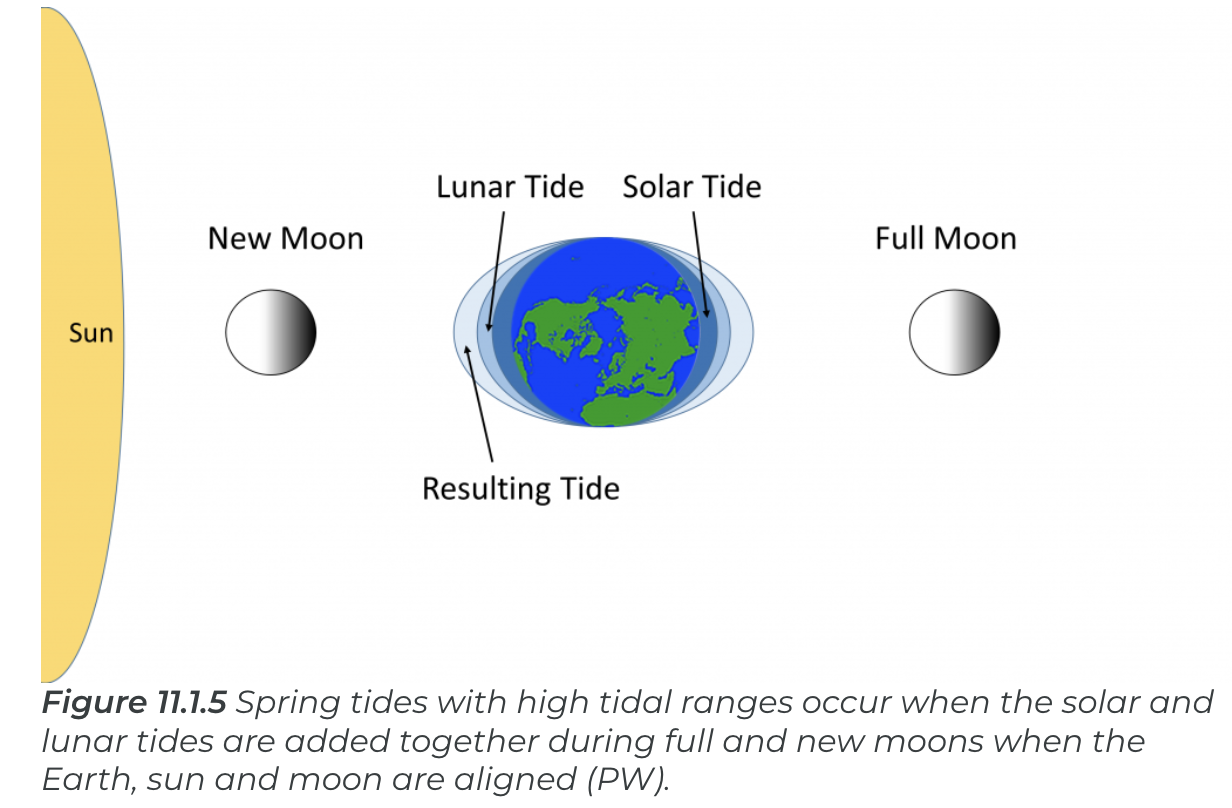 Lunar Tide
Solar Tide
New Moon
Full Moon
Sun
Resulting Tide
Figure 11.1.5 Spring tides with high tidal ranges occur when the solar and
lunar tides are added together during full and new moons when the
Earth, sun and moon are aligned (PW).